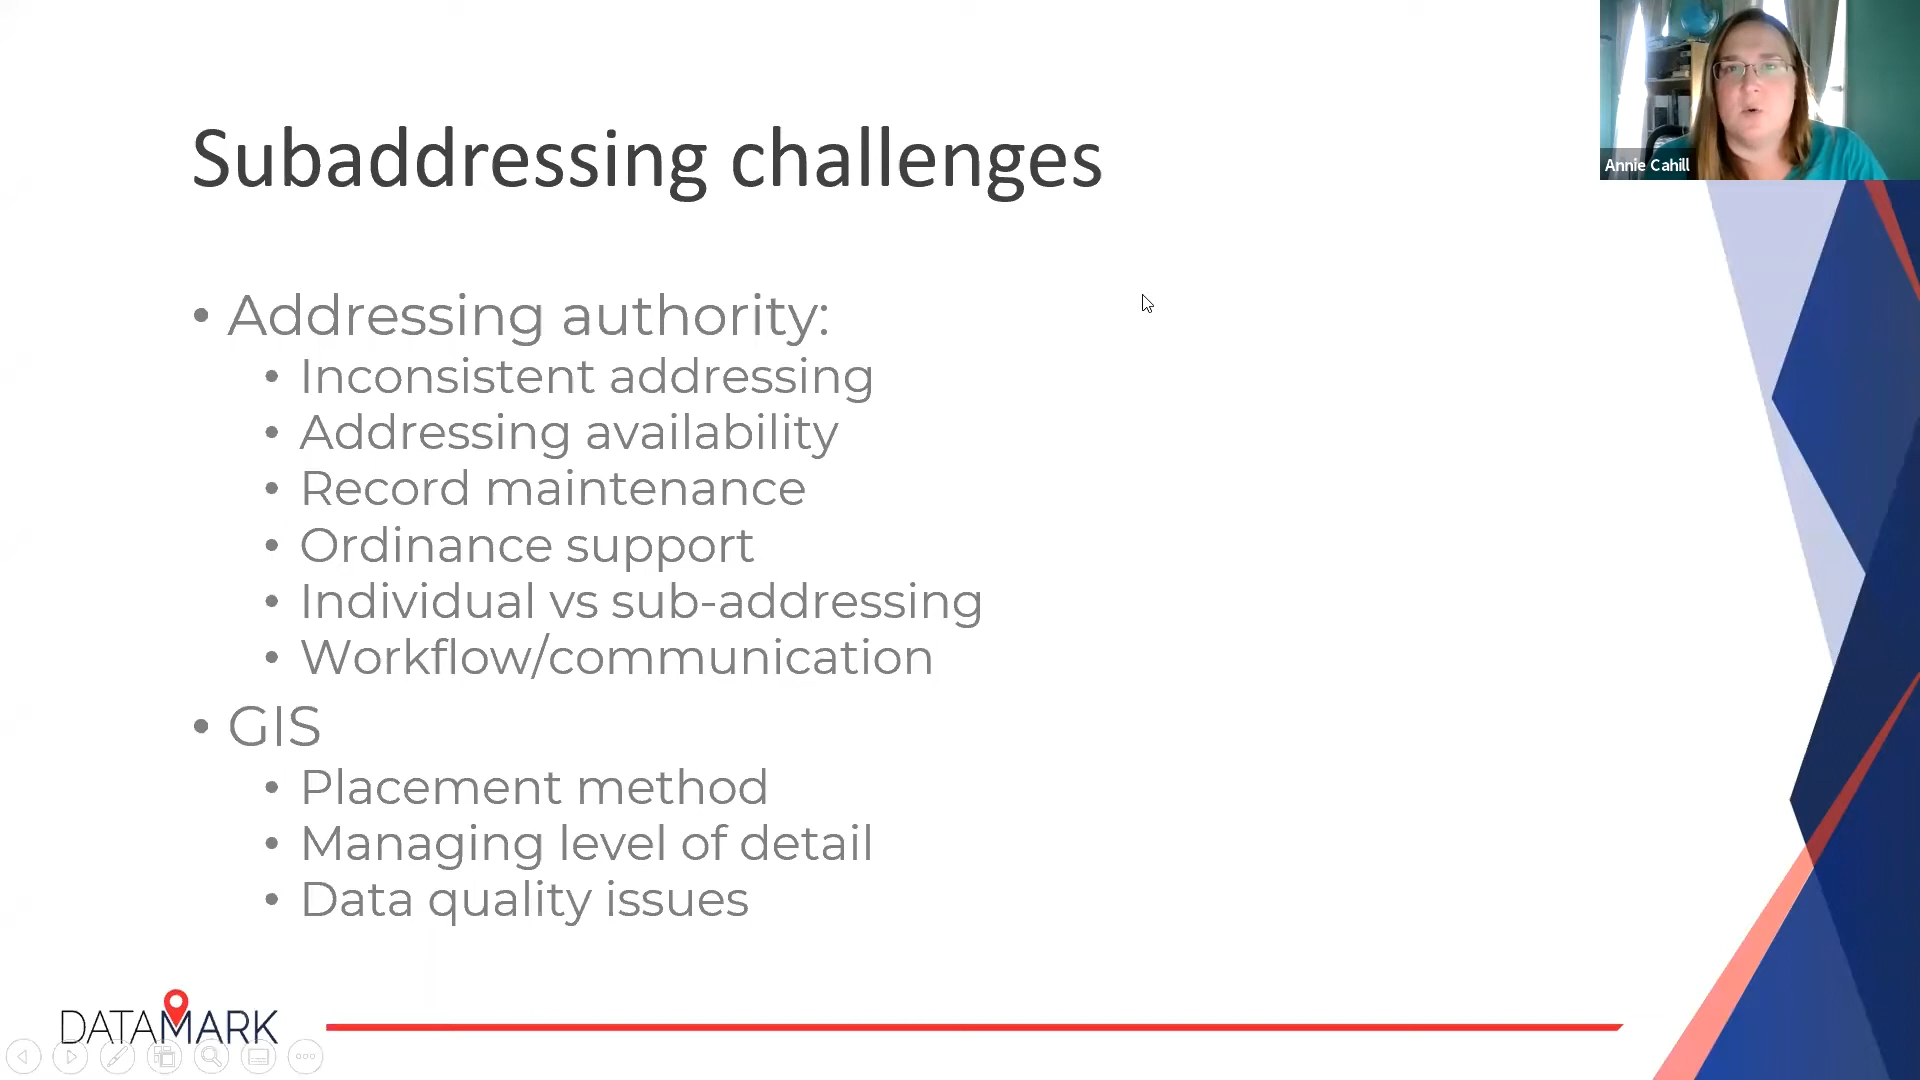 Subaddressing challenges
Annie Cahill
• Addressing authority:
• Inconsistent addressing
• Addressing availability
• Record maintenance
• Ordinance support
• Individual vs sub-addressing
• Workflow/communication
• GIS
• Placement method
• Managing level of detail
• Data quality issues
DATAMARK